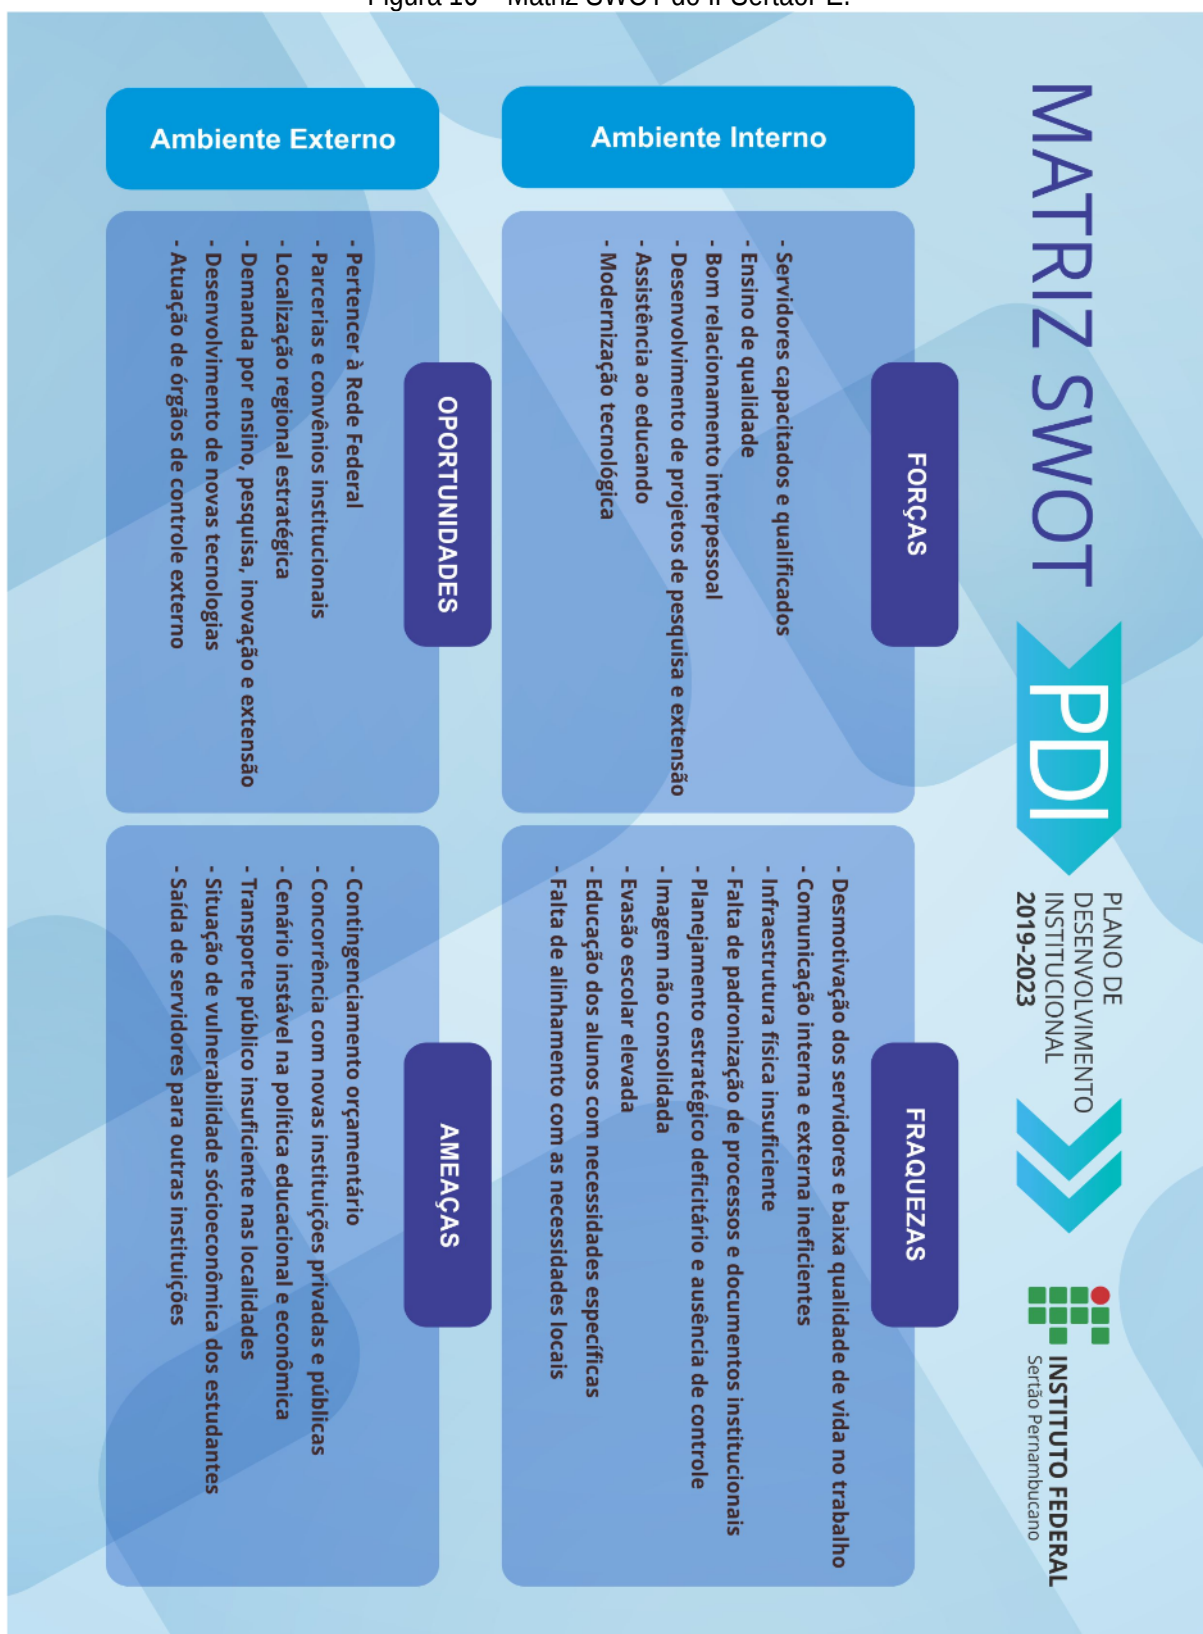 Figura 10 – Matriz SWOT do IFSertãoPE.
MATRIZ SWOT
PDI
PLANO DE
DESENVOLVIMENTO
INSTITUCIONAL
2019-2023
INSTITUTO FEDERAL
Sertão Pernambucano
Ambiente Interno
FORÇAS
- Servidores capacitados e qualificados
- Ensino de qualidade
- Bom relacionamento interpessoal
- Desenvolvimento de projetos de pesquisa e extensão
- Assistência ao educando
- Modernização tecnológica
FRAQUEZAS
- Desmotivação dos servidores e baixa qualidade de vida no trabalho
- Comunicação interna e externa ineficientes
- Infraestrutura física insuficiente
- Falta de padronização de processos e documentos institucionais
- Planejamento estratégico deficitário e ausência de controle
- Imagem não consolidada
- Evasão escolar elevada
- Educação dos alunos com necessidades específicas
- Falta de alinhamento com as necessidades locais
Ambiente Externo
OPORTUNIDADES
- Pertencer à Rede Federal
- Parcerias e convênios institucionais
- Localização regional estratégica
- Demanda por ensino, pesquisa, inovação e extensão
- Desenvolvimento de novas tecnologias
- Atuação de órgãos de controle externo
AMEAÇAS
- Contingenciamento orçamentário
- Concorrência com novas instituições privadas e públicas
- Cenário instável na política educacional e econômica
- Transporte público insuficiente nas localidades
- Situação de vulnerabilidade sócioeconômica dos estudantes
- Saída de servidores para outras instituições